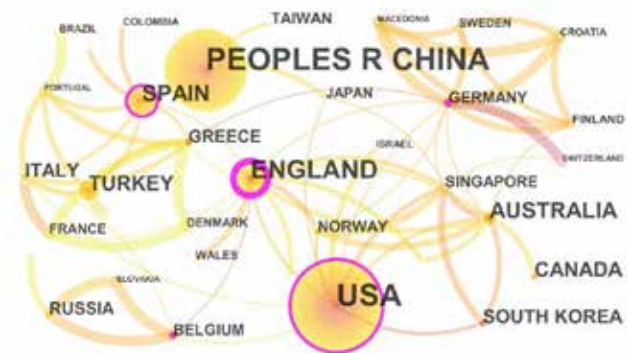 TAIWAN
MACEDONIA
SWEDEN
COLOMBIA
BRAZIL
CROATIA
PEOPLES R CHINA
PORTUGAL
SPAIN
JAPAN
GERMANY
FINLAND
GREECE
ISRAEL
SWITZERLAND
ITALY
TURKEY
ENGLAND
SINGAPORE
AUSTRALIA
FRANCE
DENMARK
NORWAY
WALES
CANADA
SLOVAKIA
USA
RUSSIA
BELGIUM
SOUTH KOREA